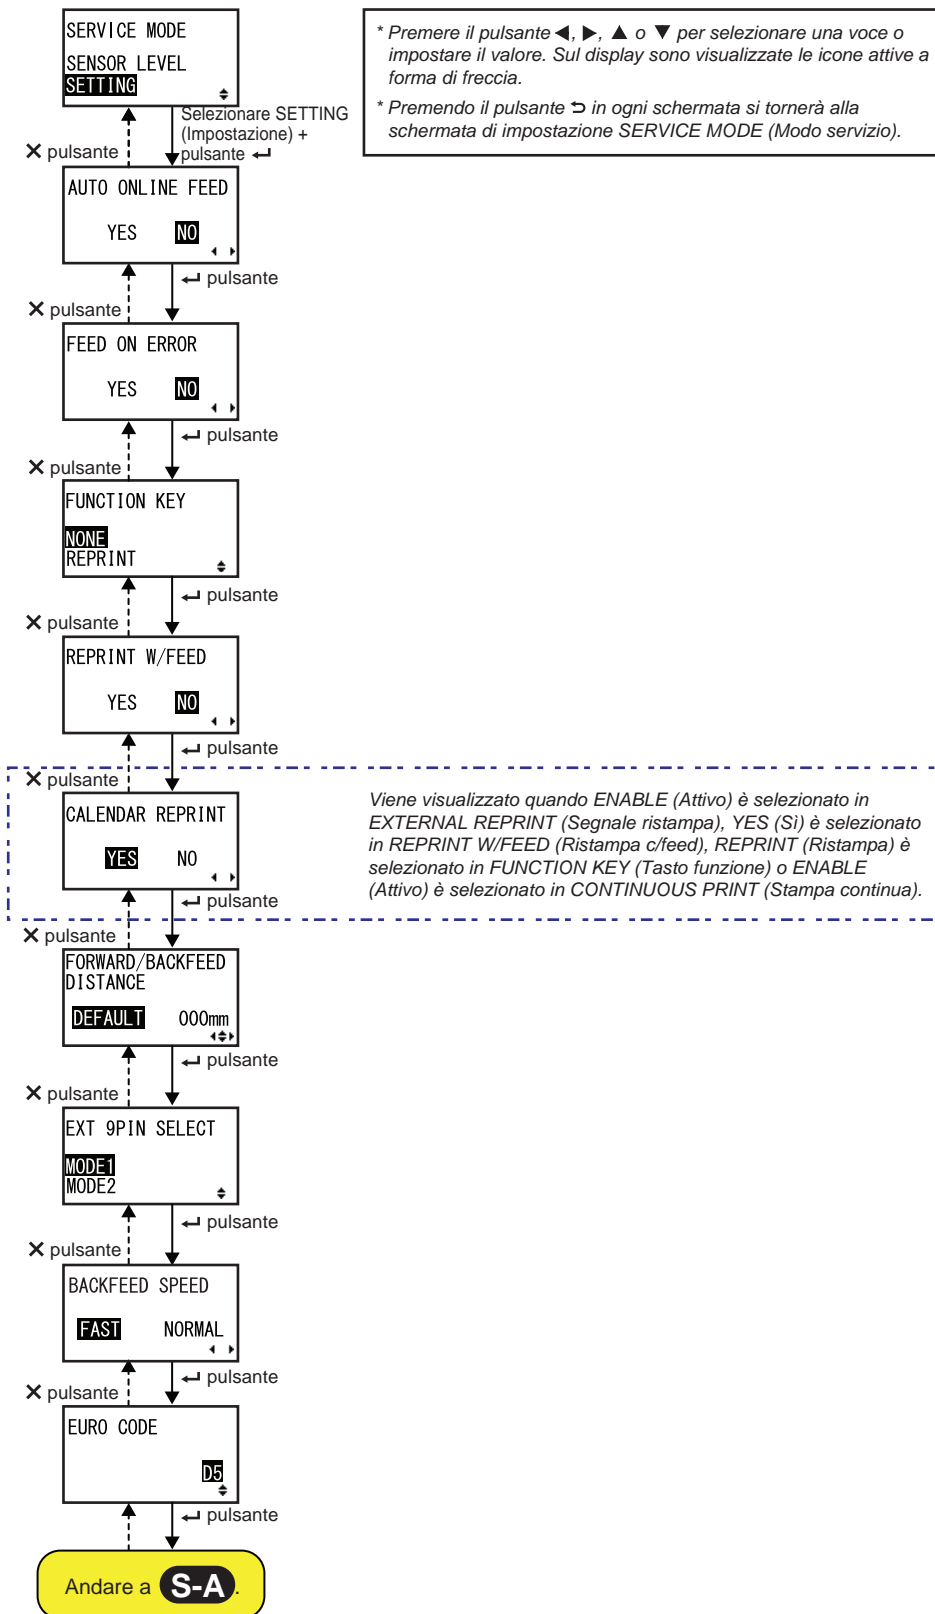 SERVICE MODE
SENSOR LEVEL
SETTING
* Premere il pulsante ◀, ▶, ▲ o ▼ per selezionare una voce o
impostare il valore. Sul display sono visualizzate le icone attive a
forma di freccia.
* Premendo il pulsante ⮌ in ogni schermata si tornerà alla
schermata di impostazione SERVICE MODE (Modo servizio).
Selezionare SETTING
(Impostazione) +
pulsante ↵
✕ pulsante
AUTO ONLINE FEED
YES NO
↵ pulsante
✕ pulsante
FEED ON ERROR
YES NO
↵ pulsante
✕ pulsante
FUNCTION KEY
NONE
REPRINT
↵ pulsante
✕ pulsante
REPRINT W/FEED
YES NO
↵ pulsante
✕ pulsante
CALENDAR REPRINT
YES NO
Viene visualizzato quando ENABLE (Attivo) è selezionato in
EXTERNAL REPRINT (Segnale ristampa), YES (Sì) è selezionato
in REPRINT W/FEED (Ristampa c/feed), REPRINT (Ristampa) è
selezionato in FUNCTION KEY (Tasto funzione) o ENABLE
(Attivo) è selezionato in CONTINUOUS PRINT (Stampa continua).
↵ pulsante
✕ pulsante
FORWARD/BACKFEED
DISTANCE
DEFAULT 000mm
↵ pulsante
✕ pulsante
EXT 9PIN SELECT
MODE1
MODE2
↵ pulsante
✕ pulsante
BACKFEED SPEED
FAST NORMAL
↵ pulsante
✕ pulsante
EURO CODE
D5
↵ pulsante
Andare a S-A.